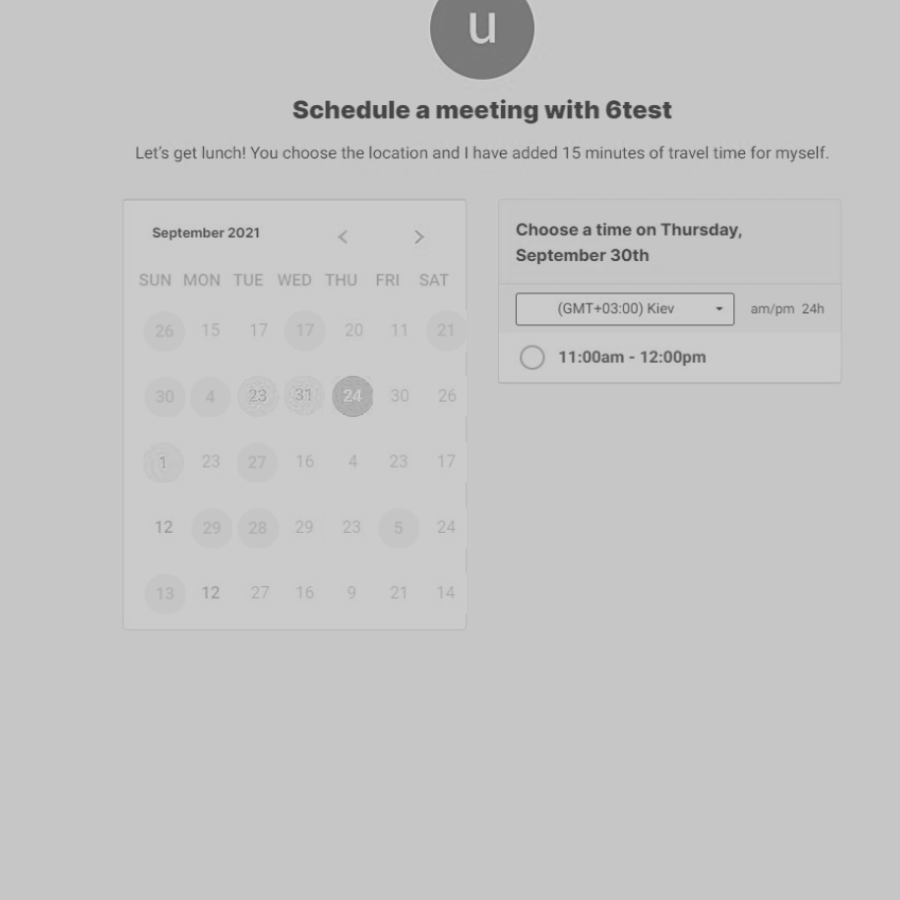 u
Schedule a meeting with 6test
Let's get lunch! You choose the location and I have added 15 minutes of travel time for myself.
September 2021
SUN MON TUE WED THU FRI SAT
26 15 17 17 20 11 21
30 4 23 31 24 30 26
1 23 27 16 4 23 17
12 29 28 29 23 5 24
13 12 27 16 9 21 14
Choose a time on Thursday,
September 30th
(GMT+03:00) Kiev am/pm 24h
11:00am - 12:00pm